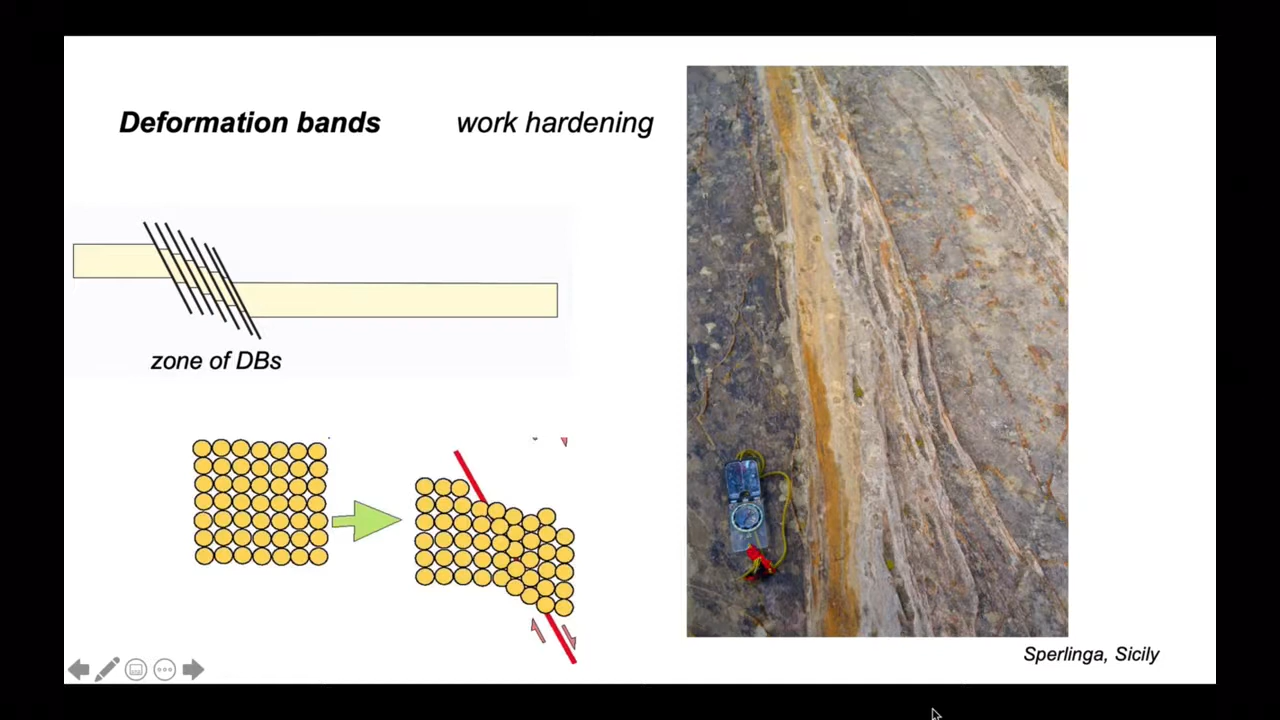 Deformation bands
work hardening
zone of DBs
Sperlinga, Sicily